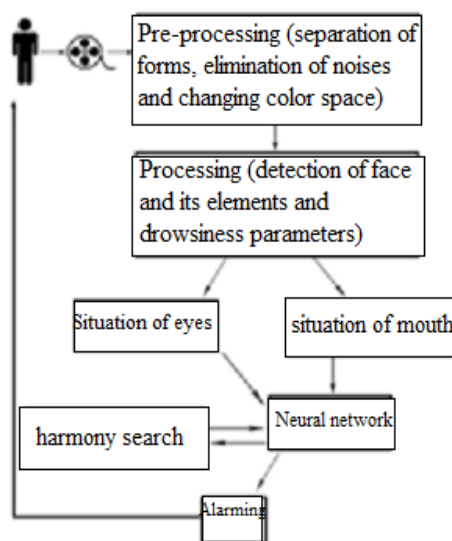 Pre-processing (separation of
forms, elimination of noises
and changing color space)
Processing (detection of face
and its elements and
drowsiness parameters)
Situation of eyes
situation of mouth
Neural network
harmony search
Alarming